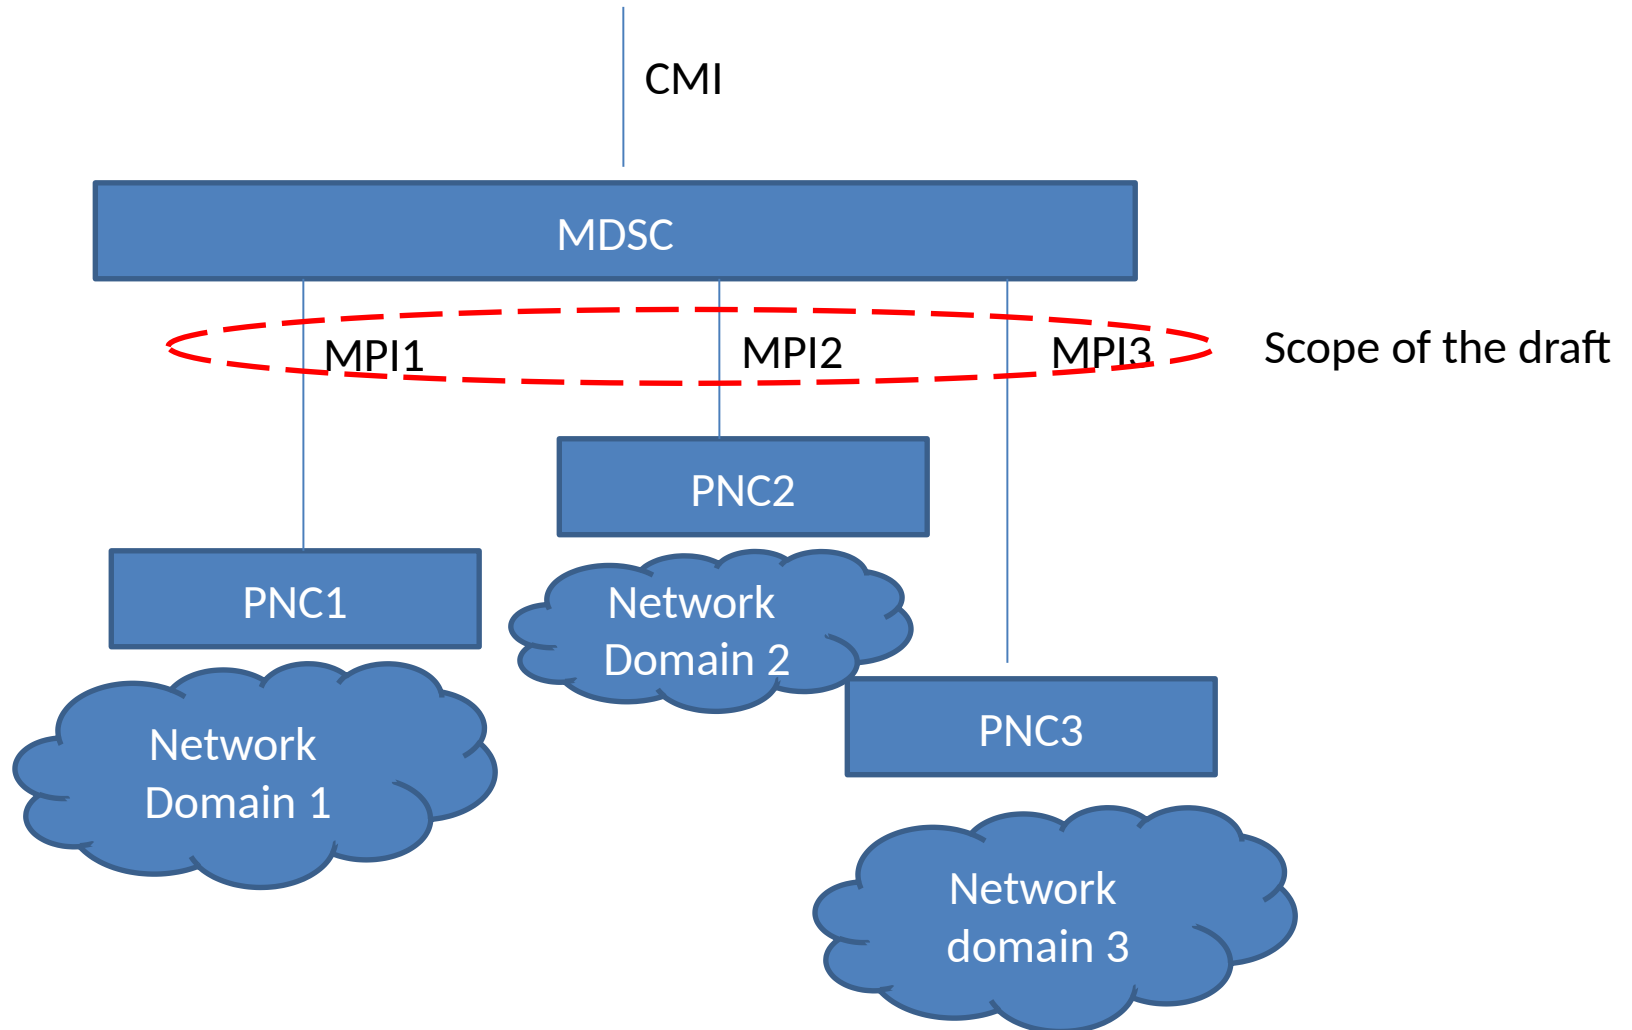 CMI
MDSC
MPI1
MPI2
MPI3
Scope of the draft
PNC2
PNC1
Network
Domain 2
PNC3
Network
Domain 1
Network
domain 3